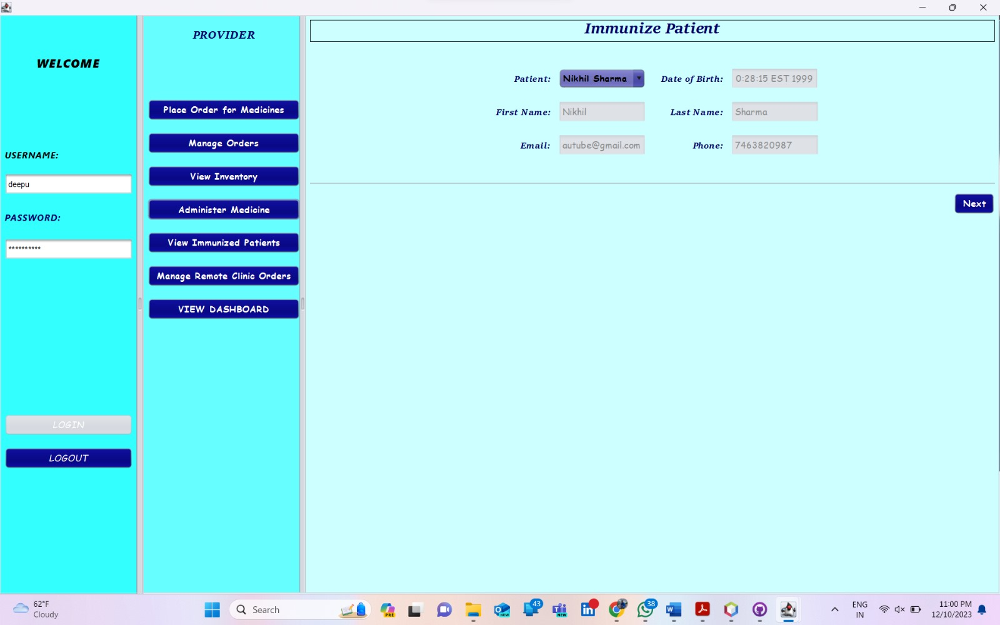 WELCOME
USERNAME:
deepu
PASSWORD:
**********
LOGIN
LOGOUT
PROVIDER
Place Order for Medicines
Manage Orders
View Inventory
Administer Medicine
View Immunized Patients
Manage Remote Clinic Orders
VIEW DASHBOARD
Immunize Patient
Patient: Nikhil Sharma Date of Birth: 0:28:15 EST 1999
First Name: Nikhil Last Name: Sharma
Email: autube@gmail.com Phone: 7463820987
Next
62°F
Cloudy
Search
PRE
NEW
43
NEW
38
ENG
IN
11:00 PM
12/10/2023